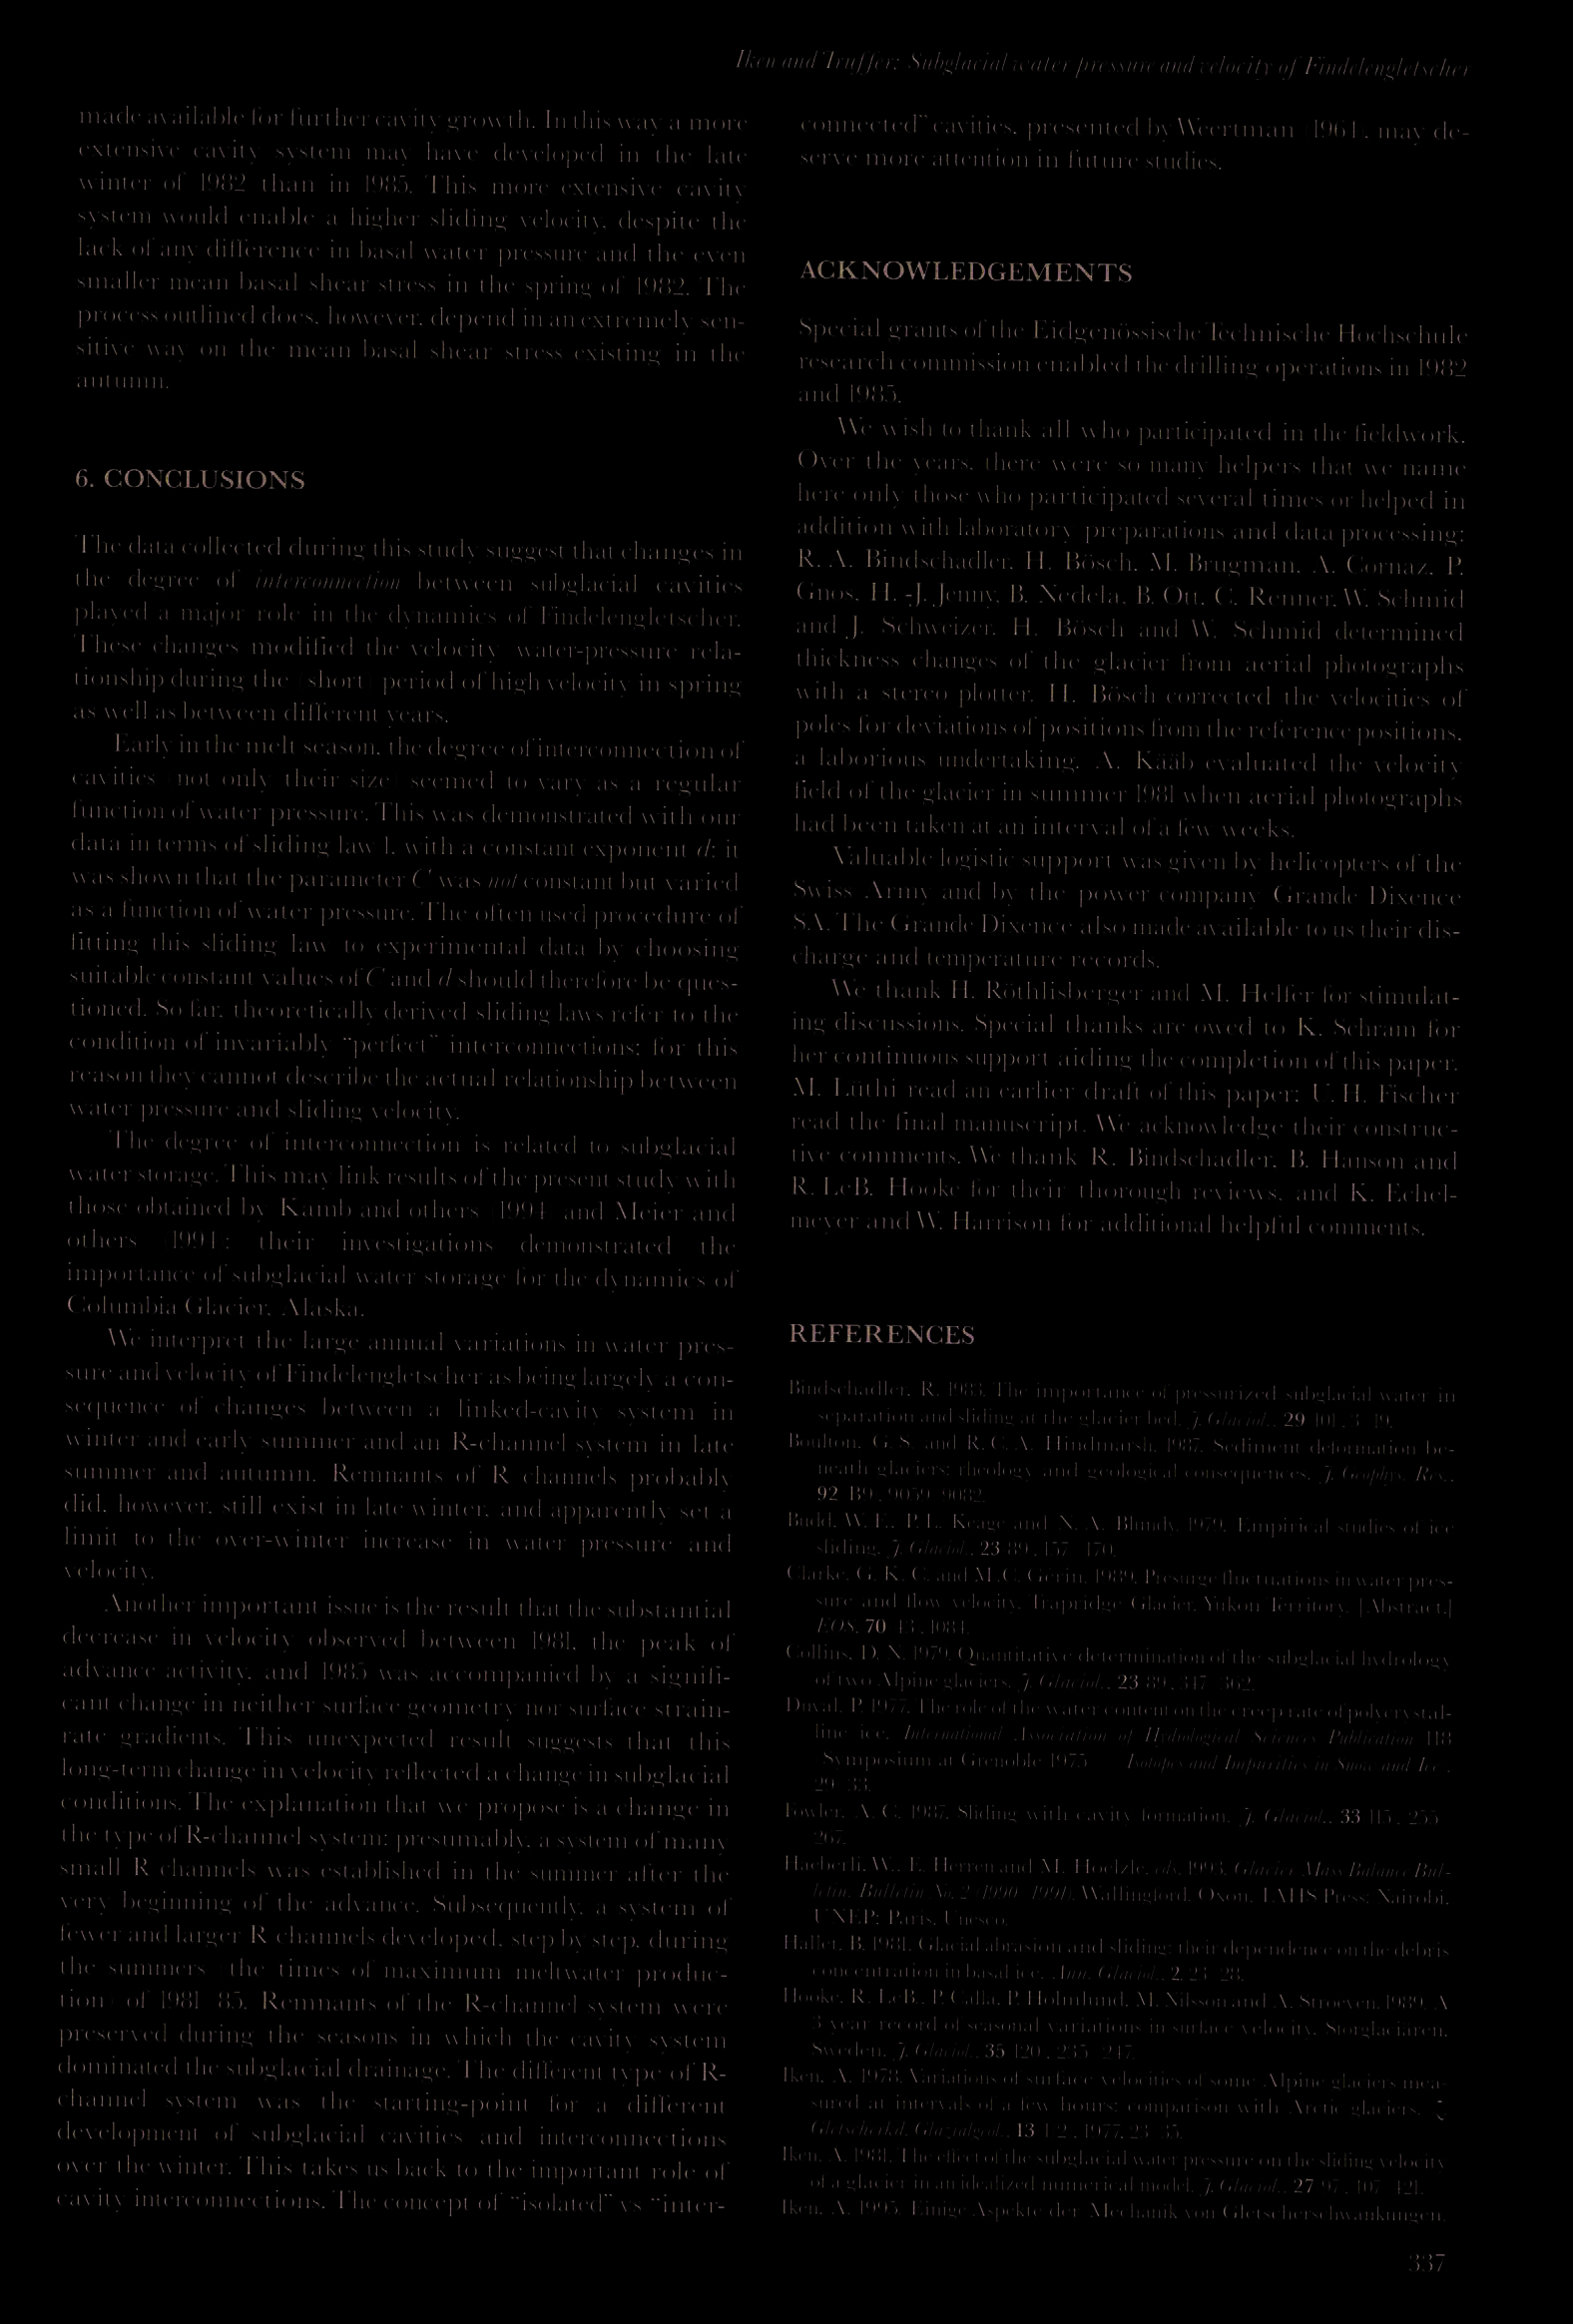 Iken and Truffer: Subglacial water pressure and velocity of Findelengletscher
made available for further cavity growth. In this way a more
extensive cavity system may have developed in the late
winter of 1982 than in 1985. This more extensive cavity
system would enable a higher sliding velocity, despite the
lack of any difference in basal water pressure and the even
smaller mean basal shear stress in the spring of 1982. The
process outlined does, however, depend in an extremely sen-
sitive way on the mean basal shear stress existing in the
autumn.
6. CONCLUSIONS
The data collected during this study suggest that changes in
the degree of interconnection between subglacial cavities
played a major role in the dynamics of Findelengletscher.
These changes modified the velocity water-pressure rela-
tionship during the (short) period of high velocity in spring
as well as between different years.
Early in the melt season, the degree of interconnection of
cavities (not only their size) seemed to vary as a regular
function of water pressure. This was demonstrated with our
data in terms of sliding law 1, with a constant exponent d: it
was shown that the parameter C was not constant but varied
as a function of water pressure. The often used procedure of
fitting this sliding law to experimental data by choosing
suitable constant values of C and d should therefore be ques-
tioned. So far, theoretically derived sliding laws refer to the
condition of invariably "perfect" interconnections; for this
reason they cannot describe the actual relationship between
water pressure and sliding velocity.
The degree of interconnection is related to subglacial
water storage. This may link results of the present study with
those obtained by Kamb and others (1994) and Meier and
others (1994); their investigations demonstrated the
importance of subglacial water storage for the dynamics of
Columbia Glacier, Alaska.
We interpret the large annual variations in water pres-
sure and velocity of Findelengletscher as being largely a con-
sequence of changes between a linked-cavity system in
winter and early summer and an R-channel system in late
summer and autumn. Remnants of R channels probably
did, however, still exist in late winter, and apparently set a
limit to the over-winter increase in water pressure and
velocity.
Another important issue is the result that the substantial
decrease in velocity observed between 1981, the peak of
advance activity, and 1985 was accompanied by a signifi-
cant change in neither surface geometry nor surface strain-
rate gradients. This unexpected result suggests that this
long-term change in velocity reflected a change in subglacial
conditions. The explanation that we propose is a change in
the type of R-channel system: presumably, a system of many
small R channels was established in the summer after the
very beginning of the advance. Subsequently, a system of
fewer and larger R channels developed, step by step, during
the summers (the times of maximum meltwater produc-
tion) of 1981–85. Remnants of the R-channel system were
preserved during the seasons in which the cavity system
dominated the subglacial drainage. The different type of R-
channel system was the starting-point for a different
development of subglacial cavities and interconnections
over the winter. This takes us back to the important role of
cavity interconnections. The concept of "isolated" vs "inter-
connected" cavities, presented by Weertman (1964), may de-
serve more attention in future studies.
ACKNOWLEDGEMENTS
Special grants of the Eidgenössische Technische Hochschule
research commission enabled the drilling operations in 1982
and 1985.
We wish to thank all who participated in the fieldwork.
Over the years, there were so many helpers that we name
here only those who participated several times or helped in
addition with laboratory preparations and data processing:
R. A. Bindschadler, H. Bösch, M. Brugman, A. Cornaz, P.
Gnos, H. -J. Jenny, B. Nedela, B. Ott, C. Renner, W. Schmid
and J. Schweizer. H. Bösch and W. Schmid determined
thickness changes of the glacier from aerial photographs
with a stereo plotter. H. Bösch corrected the velocities of
poles for deviations of positions from the reference positions,
a laborious undertaking. A. Kääb evaluated the velocity
field of the glacier in summer 1981 when aerial photographs
had been taken at an interval of a few weeks.
Valuable logistic support was given by helicopters of the
Swiss Army and by the power company Grande Dixence
S.A. The Grande Dixence also made available to us their dis-
charge and temperature records.
We thank H. Röthlisberger and M. Helfer for stimulat-
ing discussions. Special thanks are owed to K. Schram for
her continuous support aiding the completion of this paper.
M. Lüthi read an earlier draft of this paper; U. H. Fischer
read the final manuscript. We acknowledge their construc-
tive comments. We thank R. Bindschadler, B. Hanson and
R. LeB. Hooke for their thorough reviews, and K. Echel-
meyer and W. Harrison for additional helpful comments.
REFERENCES
Bindschadler, R. 1983. The importance of pressurized subglacial water in
separation and sliding at the glacier bed. J. Glaciol., 29(101), 3–19.
Boulton, G. S. and R. C. A. Hindmarsh. 1987. Sediment deformation be-
neath glaciers: rheology and geological consequences. J. Geophys. Res.,
92(B9), 9059–9082.
Budd, W. F., P. L. Keage and N. A. Blundy. 1979. Empirical studies of ice
sliding. J. Glaciol., 23(89), 157–170.
Clarke, G. K. C. and M. C. Gérin. 1989. Presurge fluctuations in water pres-
sure and flow velocity, Trapridge Glacier, Yukon Territory. [Abstract.]
EOS, 70(43), 1084.
Collins, D. N. 1979. Quantitative determination of the subglacial hydrology
of two Alpine glaciers. J. Glaciol., 23(89), 347–362.
Duval, P. 1977. The role of the water content on the creep rate of polycrystal-
line ice. International Association of Hydrological Sciences Publication 118
(Symposium at Grenoble 1975 — Isotopes and Impurities in Snow and Ice),
29–33.
Fowler, A. C. 1987. Sliding with cavity formation. J. Glaciol., 33(115), 255–
267.
Haeberli, W., E. Herren and M. Hoelzle, eds. 1993. Glacier Mass Balance Bul-
letin. Bulletin No. 2 (1990–1991). Wallingford, Oxon, IAHS Press; Nairobi,
UNEP; Paris, Unesco.
Hallet, B. 1981. Glacial abrasion and sliding: their dependence on the debris
concentration in basal ice. Ann. Glaciol., 2, 23–28.
Hooke, R. LeB., P. Calla, P. Holmlund, M. Nilsson and A. Stroeven. 1989. A
3 year record of seasonal variations in surface velocity, Storglaciären,
Sweden. J. Glaciol., 35(120), 235–247.
Iken, A. 1978. Variations of surface velocities of some Alpine glaciers mea-
sured at intervals of a few hours: comparison with Arctic glaciers. Z.
Gletscherkd. Glazialgeol., 13(1–2), 1977, 23–35.
Iken, A. 1981. The effect of the subglacial water pressure on the sliding velocity
of a glacier in an idealized numerical model. J. Glaciol., 27(97), 407–421.
Iken, A. 1995. Einige Aspekte der Mechanik von Gletscherschwankungen.
337